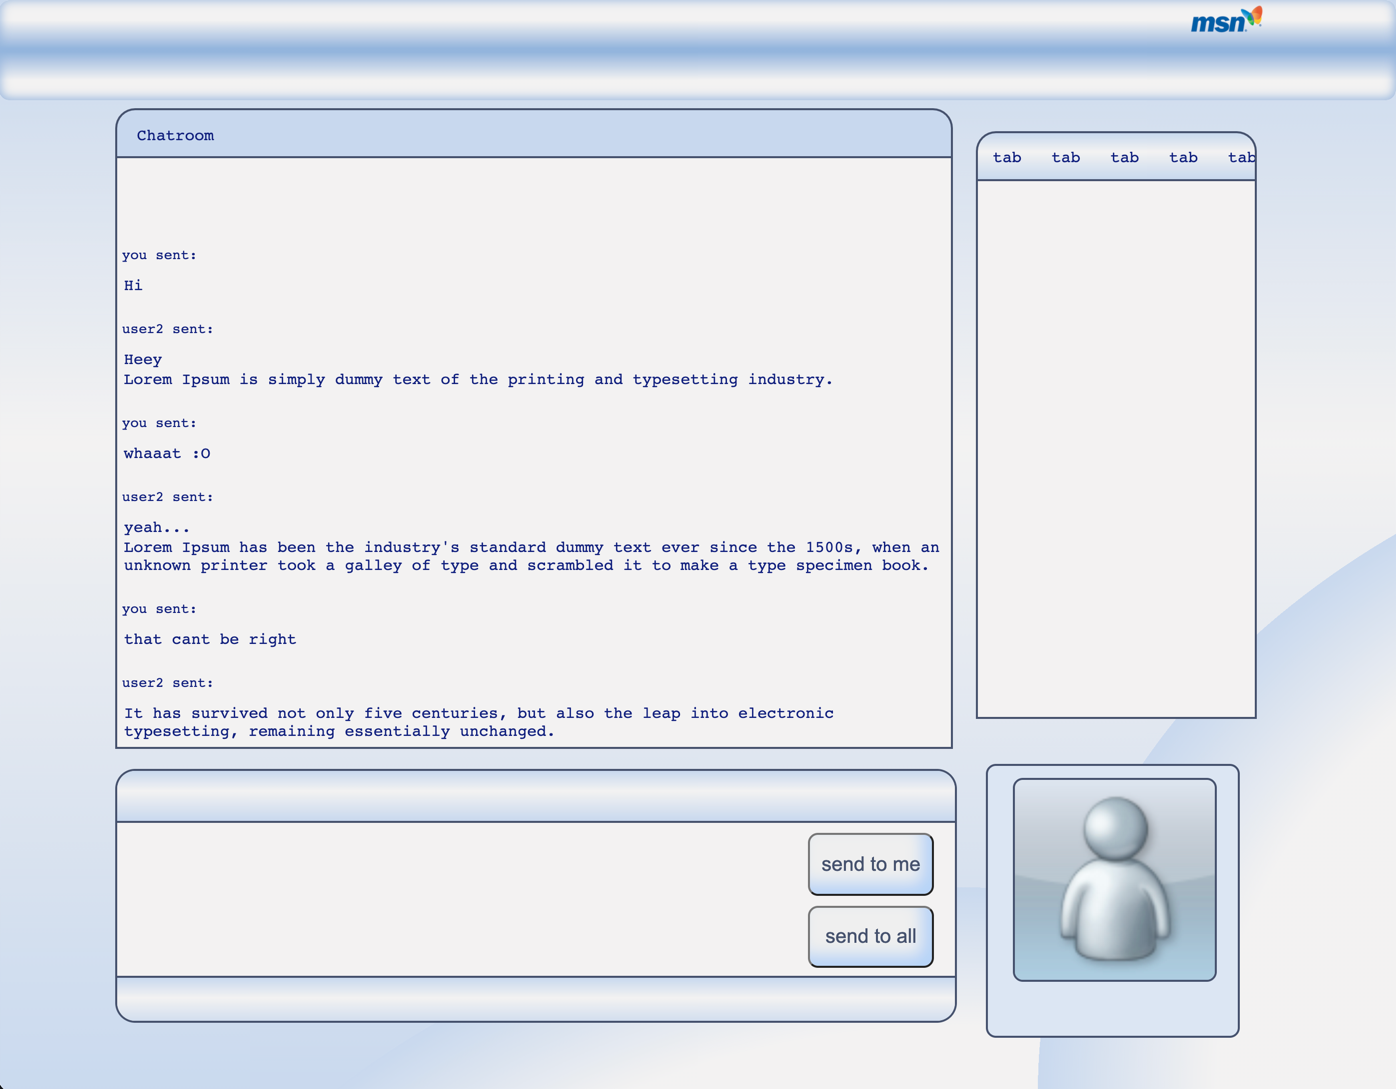 msn
Chatroom
you sent:
Hi
user2 sent:
Heey
Lorem Ipsum is simply dummy text of the printing and typesetting industry.
you sent:
whaaat :O
user2 sent:
yeah...
Lorem Ipsum has been the industry's standard dummy text ever since the 1500s, when an
unknown printer took a galley of type and scrambled it to make a type specimen book.
you sent:
that cant be right
user2 sent:
It has survived not only five centuries, but also the leap into electronic
typesetting, remaining essentially unchanged.
tab tab tab tab tab
send to me
send to all